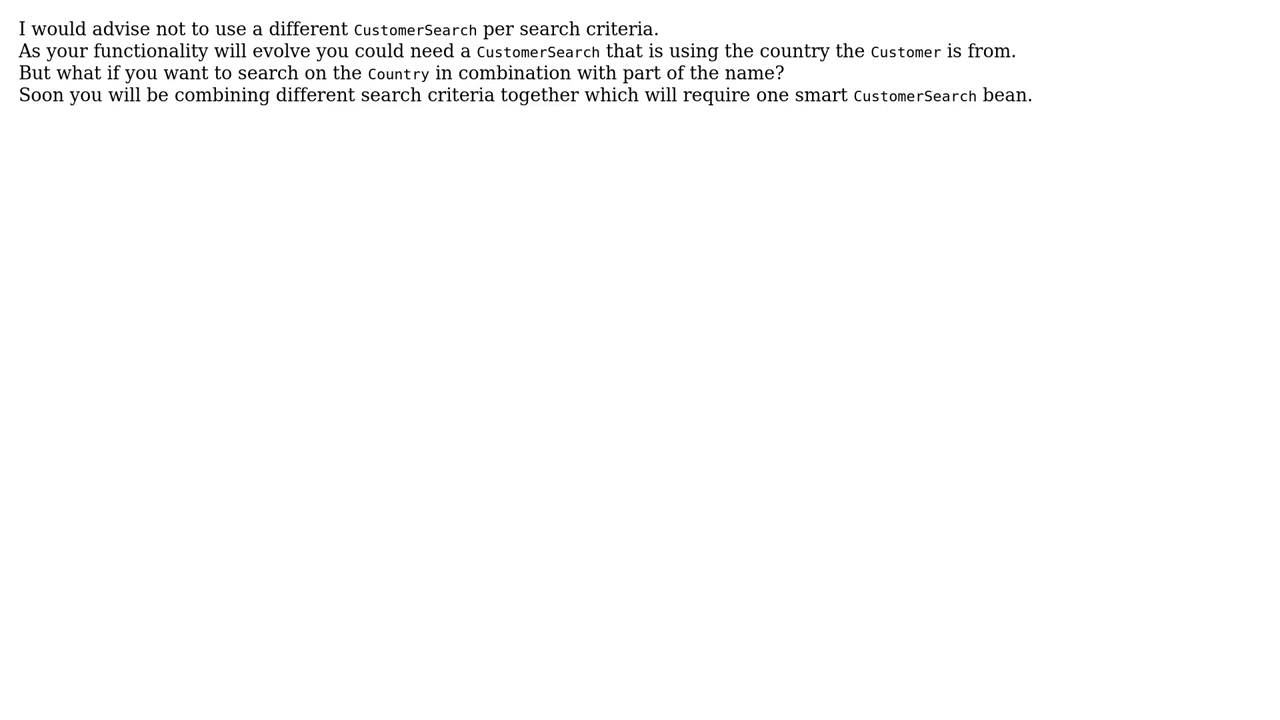 I would advise not to use a different CustomerSearch per search criteria.
As your functionality will evolve you could need a CustomerSearch that is using the country the Customer is from.
But what if you want to search on the Country in combination with part of the name?
Soon you will be combining different search criteria together which will require one smart CustomerSearch bean.